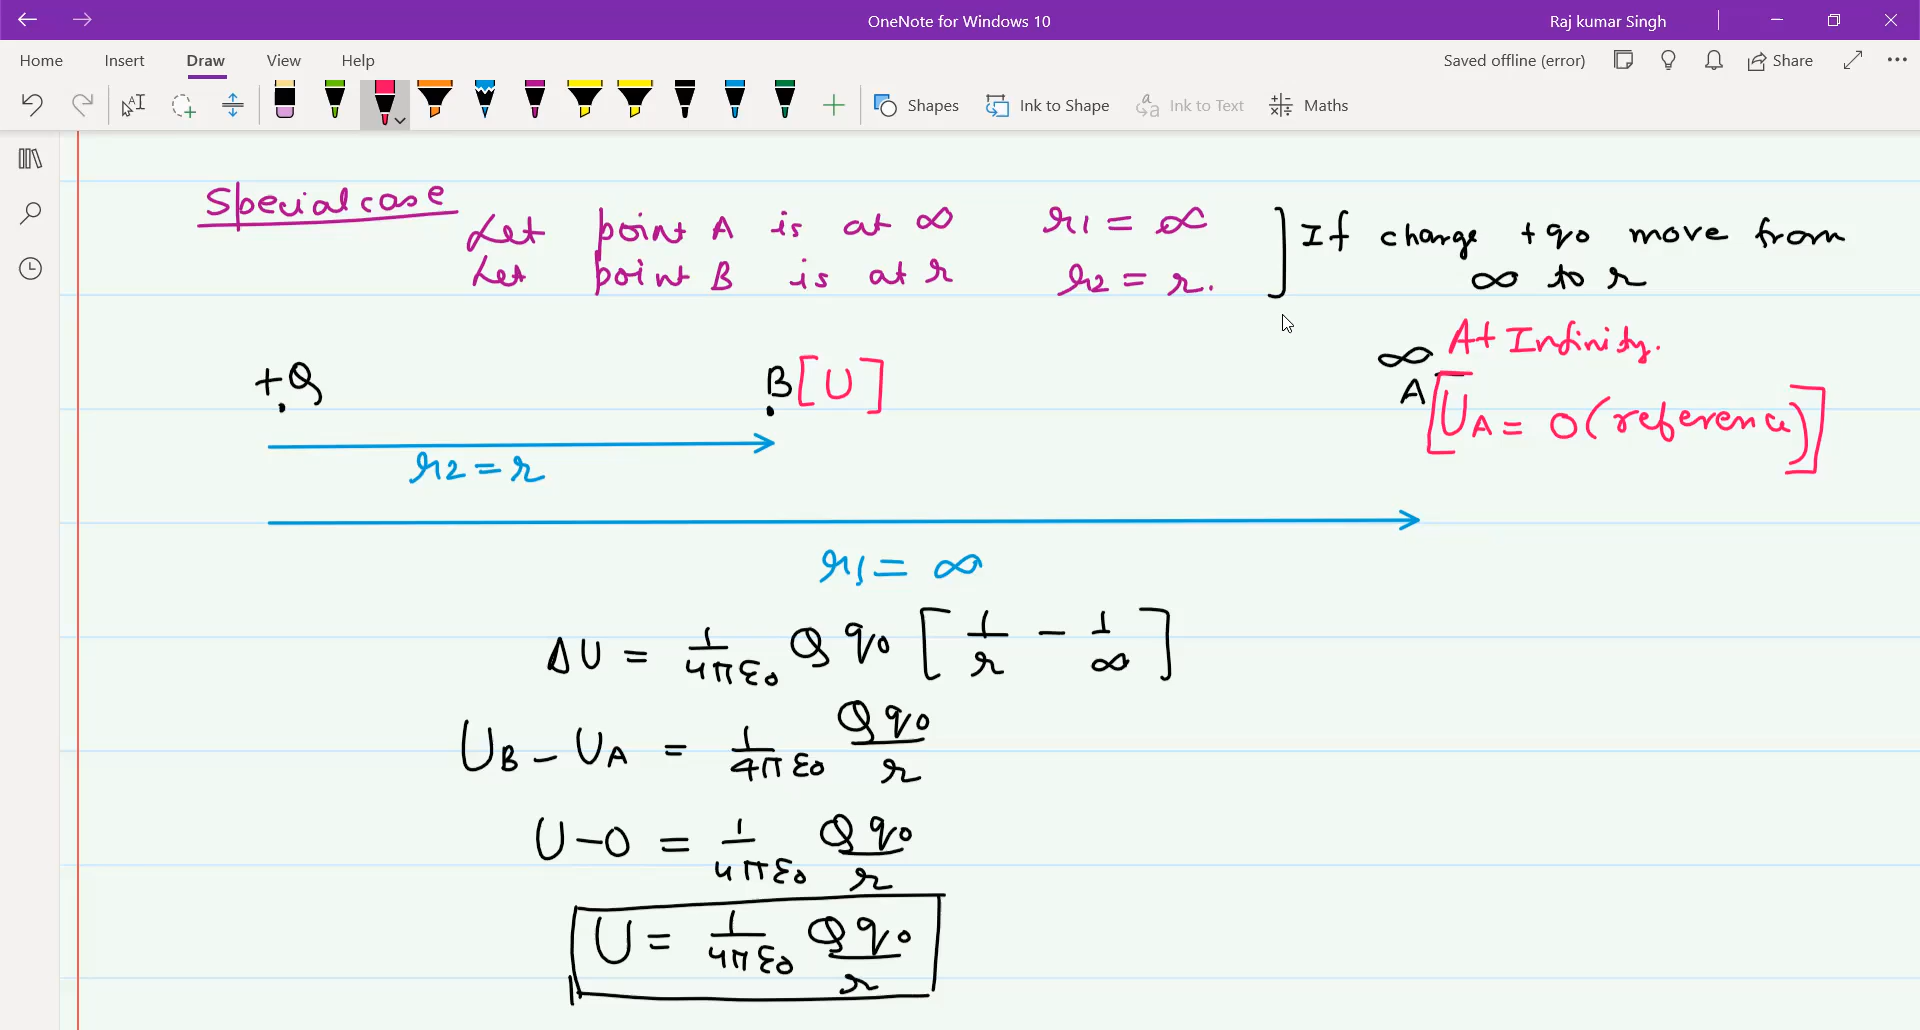 OneNote for Windows 10
Raj kumar Singh
Home Insert Draw View Help
Saved offline (error) Share
Shapes Ink to Shape Ink to Text Maths
Special case
Let point A is at ∞ r1 = ∞
Let point B is at r r2 = r.
If charge +q0 move from
∞ to r
∞ At Infinity.
+Q B [U] A [UA = 0 (reference)]
r2 = r
r1 = ∞
ΔU = 1/4πε0 Q q0 [1/r − 1/∞]
UB − UA = 1/4πε0 Qq0/r
U − 0 = 1/4πε0 Qq0/r
U = 1/4πε0 Qq0/r